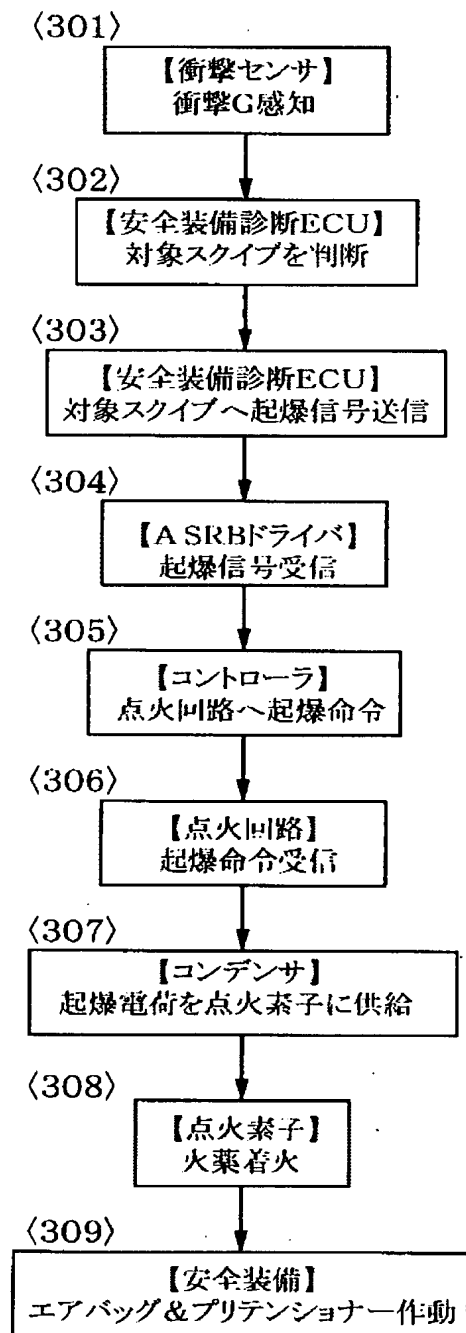 〈301〉
【衝撃センサ】
衝撃G感知
〈302〉
【安全装備診断ECU】
対象スクイブを判断
〈303〉
【安全装備診断ECU】
対象スクイブへ起爆信号送信
〈304〉
【ASRBドライバ】
起爆信号受信
〈305〉
【コントローラ】
点火回路へ起爆命令
〈306〉
【点火回路】
起爆命令受信
〈307〉
【コンデンサ】
起爆電荷を点火素子に供給
〈308〉
【点火素子】
火薬着火
〈309〉
【安全装備】
エアバッグ&プリテンショナー作動